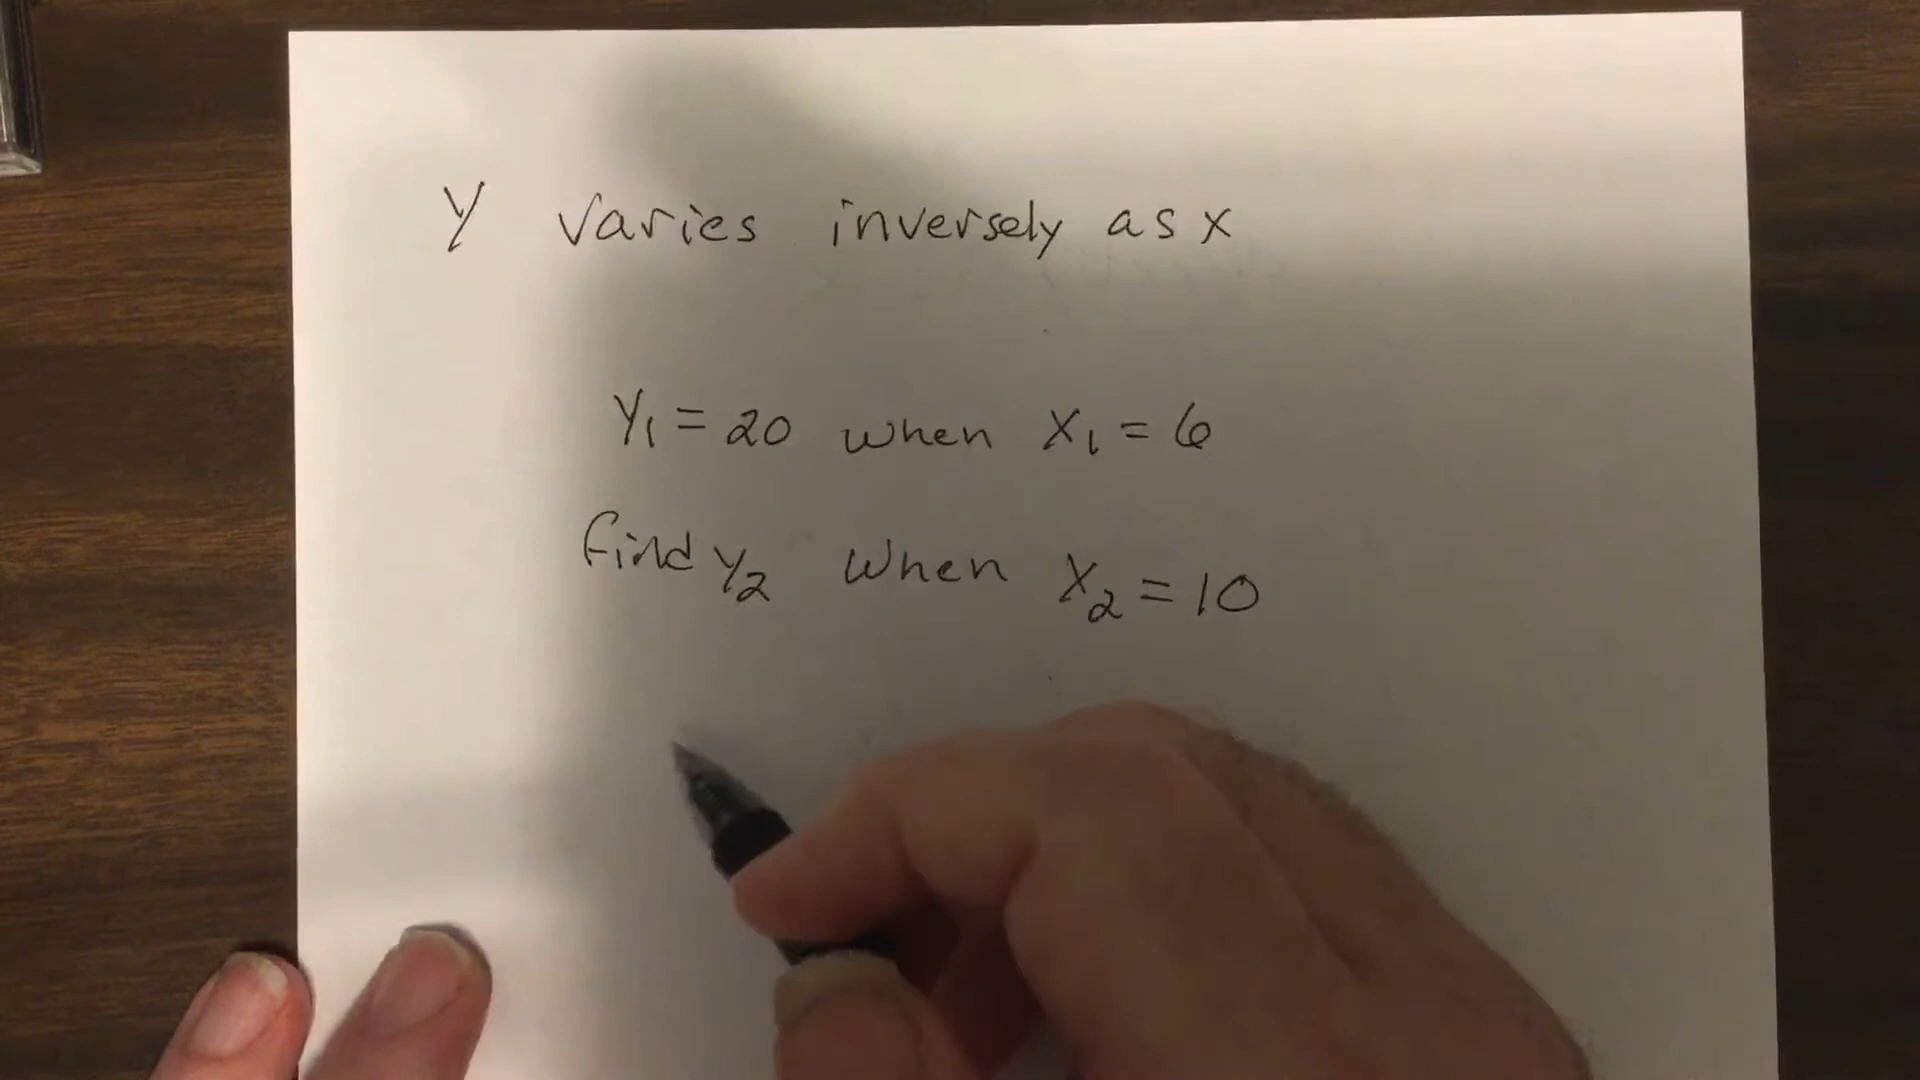 Y varies inversely as x
Y₁ = 20 when X₁ = 6
find Y₂ when X₂ = 10